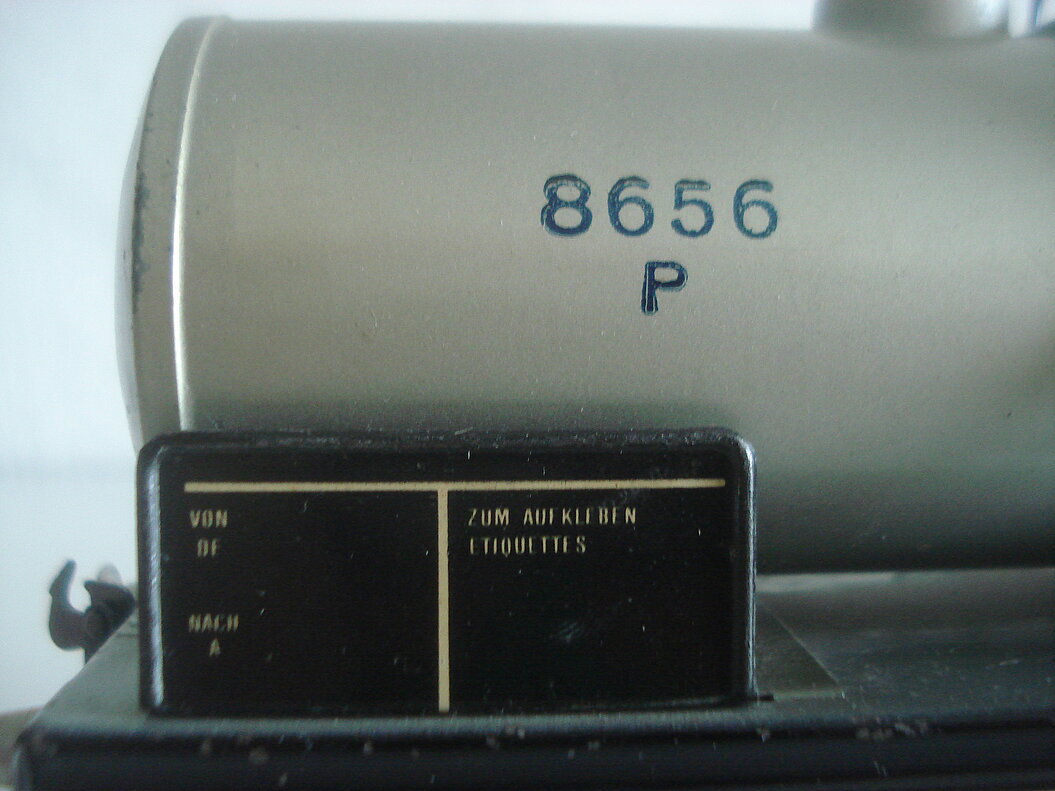 8656
P
VON
DE
NACH
A
ZUM AUFKLEBEN
ETIQUETTES